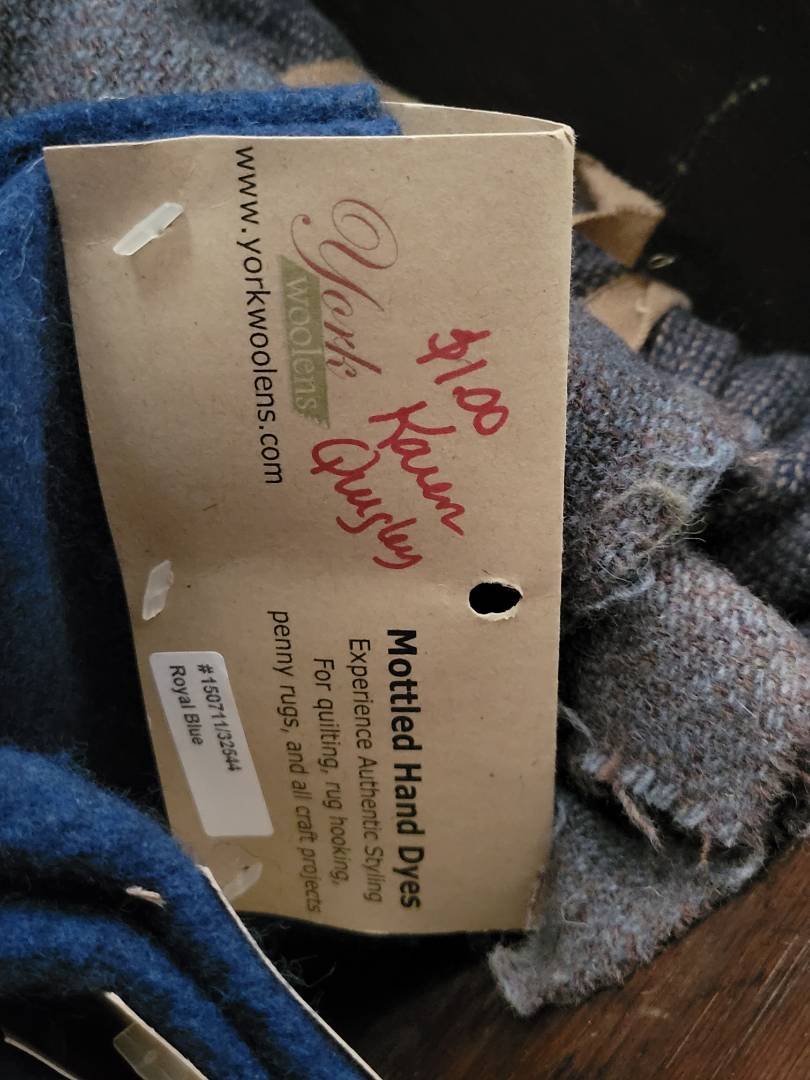 York
woolens
www.yorkwoolens.com
$1.00
Karen
Quigley
Mottled Hand Dyes
Experience Authentic Styling
For quilting, rug hooking,
penny rugs, and all craft projects
#150711/32544
Royal Blue